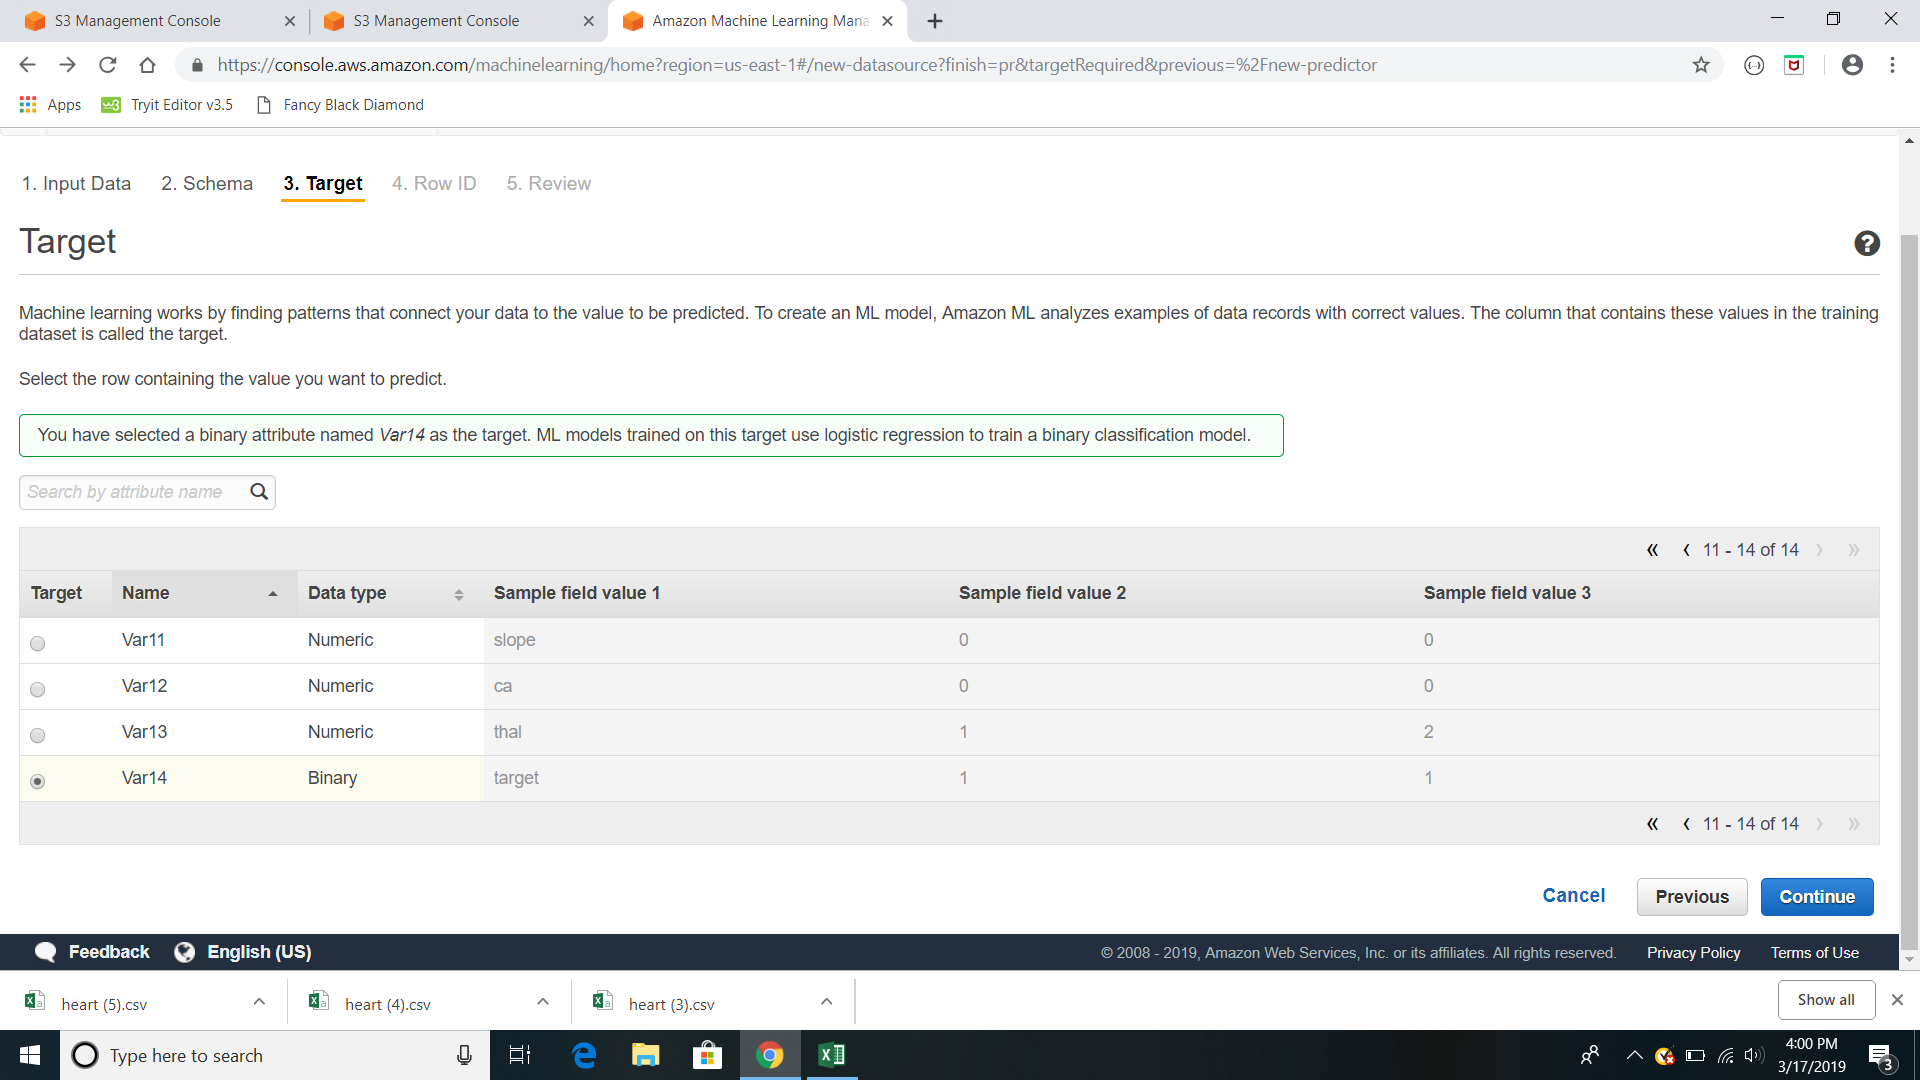 S3 Management Console
S3 Management Console
Amazon Machine Learning Mana
https://console.aws.amazon.com/machinelearning/home?region=us-east-1#/new-datasource?finish=pr&targetRequired&previous=%2Fnew-predictor
Apps
Tryit Editor v3.5
Fancy Black Diamond
1. Input Data 2. Schema 3. Target 4. Row ID 5. Review
Target
Machine learning works by finding patterns that connect your data to the value to be predicted. To create an ML model, Amazon ML analyzes examples of data records with correct values. The column that contains these values in the training
dataset is called the target.
Select the row containing the value you want to predict.
You have selected a binary attribute named Var14 as the target. ML models trained on this target use logistic regression to train a binary classification model.
Search by attribute name
« ‹ 11 - 14 of 14 › »
Target Name Data type Sample field value 1 Sample field value 2 Sample field value 3
Var11 Numeric slope 0 0
Var12 Numeric ca 0 0
Var13 Numeric thal 1 2
Var14 Binary target 1 1
« ‹ 11 - 14 of 14 › »
Cancel Previous Continue
Feedback English (US) © 2008 - 2019, Amazon Web Services, Inc. or its affiliates. All rights reserved. Privacy Policy Terms of Use
heart (5).csv heart (4).csv heart (3).csv Show all
Type here to search
4:00 PM
3/17/2019
3